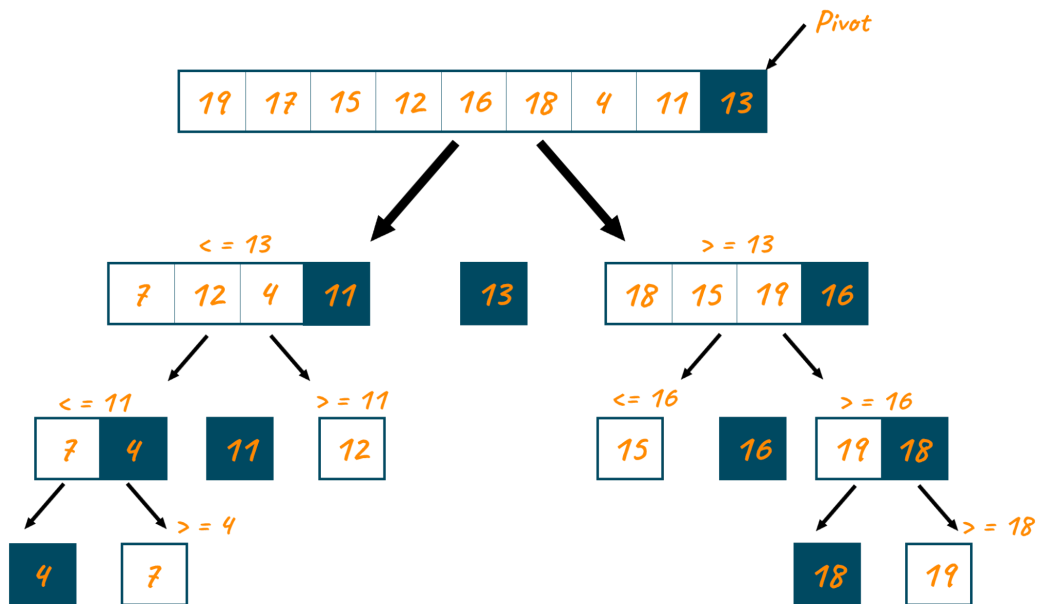 Pivot
19 17 15 12 16 18 4 11 13
< = 13
> = 13
7 12 4 11
13
18 15 19 16
< = 11
> = 11
<= 16
> = 16
7 4
11
12
15
16
19 18
> = 4
> = 18
4
7
18
19